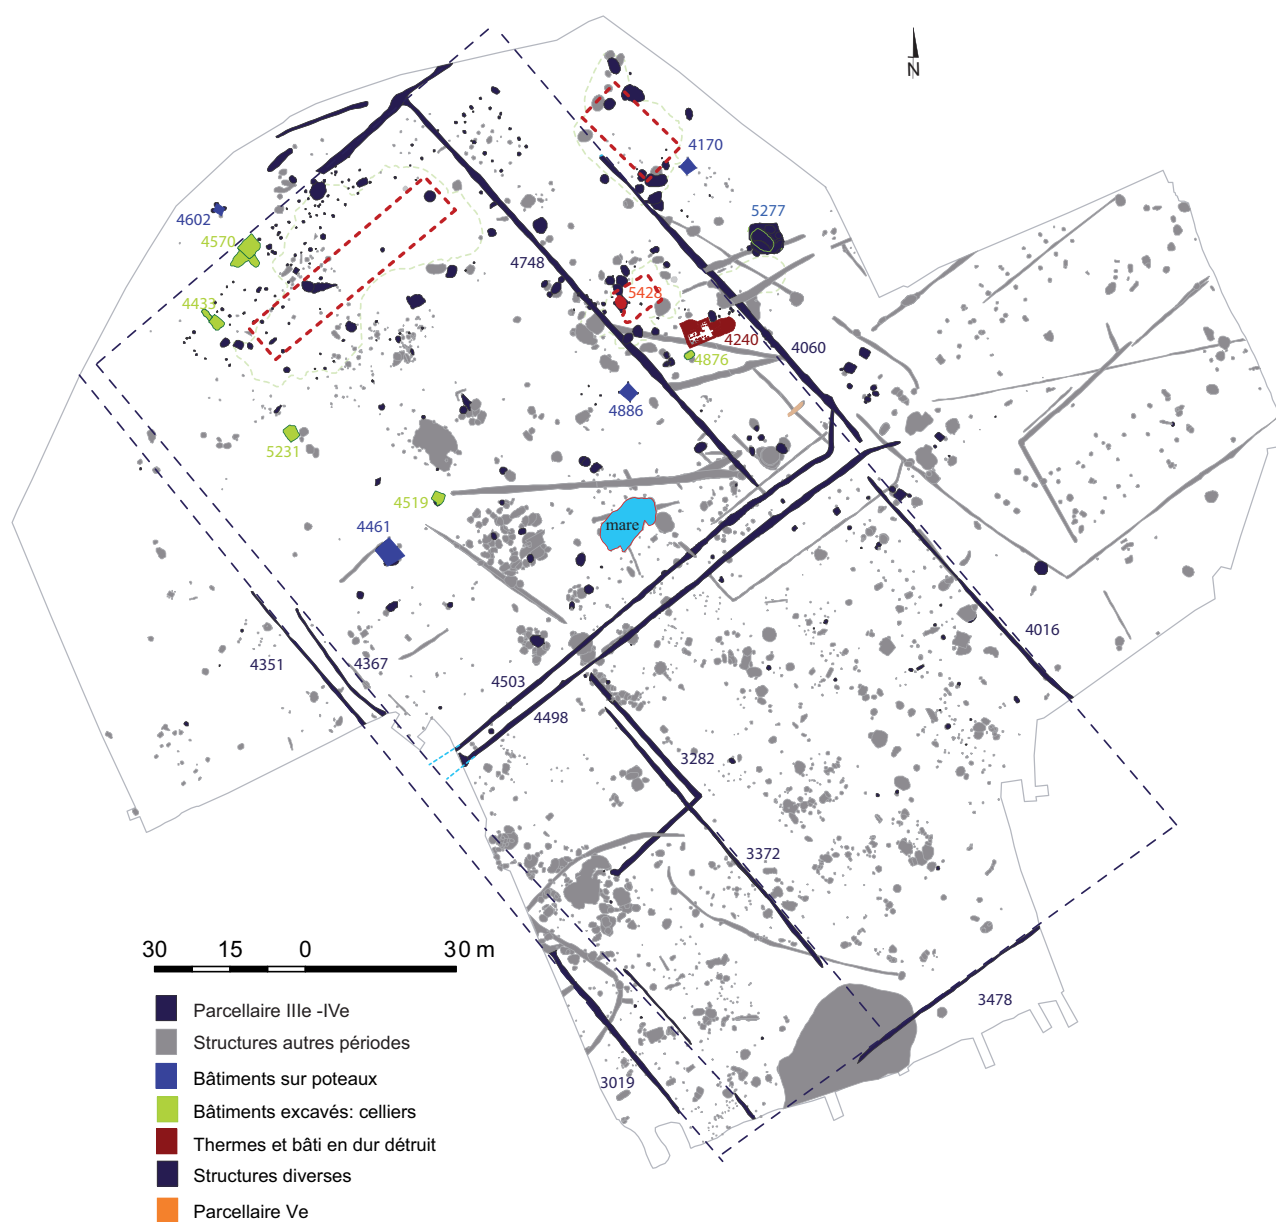 N
4170
5277
4602
4570
4748
4433
5428
4240
4060
4876
4886
5231
4519
mare
4461
4016
4351
4367
4503
4498
3282
3372
3478
3019
30 15 0 30 m
Parcellaire IIIe -IVe
Structures autres périodes
Bâtiments sur poteaux
Bâtiments excavés: celliers
Thermes et bâti en dur détruit
Structures diverses
Parcellaire Ve